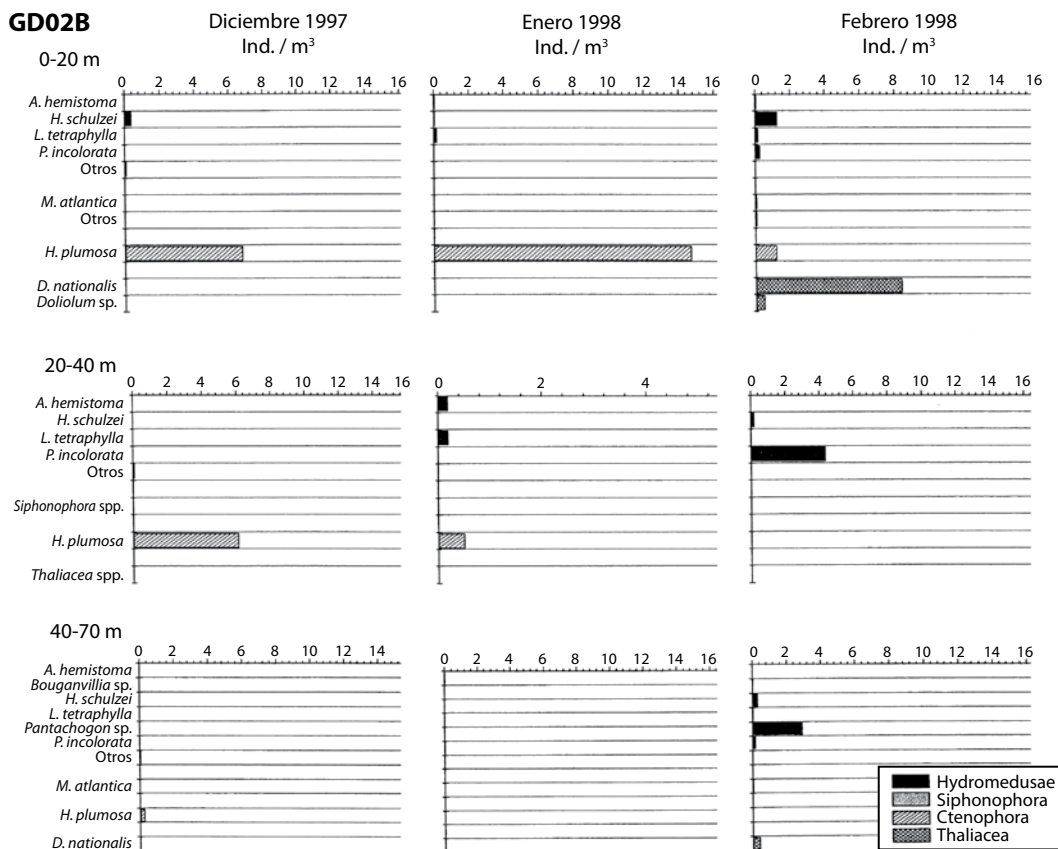 GD02B
Diciembre 1997 Enero 1998 Febrero 1998
Ind. / m³ Ind. / m³ Ind. / m³
0-20 m
0 2 4 6 8 10 12 14 16 0 2 4 6 8 10 12 14 16 0 2 4 6 8 10 12 14 16
A. hemistoma
H. schulzei
L. tetraphylla
P. incolorata
Otros
M. atlantica
Otros
H. plumosa
D. nationalis
Doliolum sp.
20-40 m
0 2 4 6 8 10 12 14 16 0 2 4 0 2 4 6 8 10 12 14 16
A. hemistoma
H. schulzei
L. tetraphylla
P. incolorata
Otros
Siphonophora spp.
H. plumosa
Thaliacea spp.
40-70 m
0 2 4 6 8 10 12 14 0 2 4 6 8 10 12 14 16 0 2 4 6 8 10 12 14 16
A. hemistoma
Bouganvillia sp.
H. schulzei
L. tetraphylla
Pantachogon sp.
P. incolorata
Otros
M. atlantica
H. plumosa
D. nationalis
Hydromedusae
Siphonophora
Ctenophora
Thaliacea